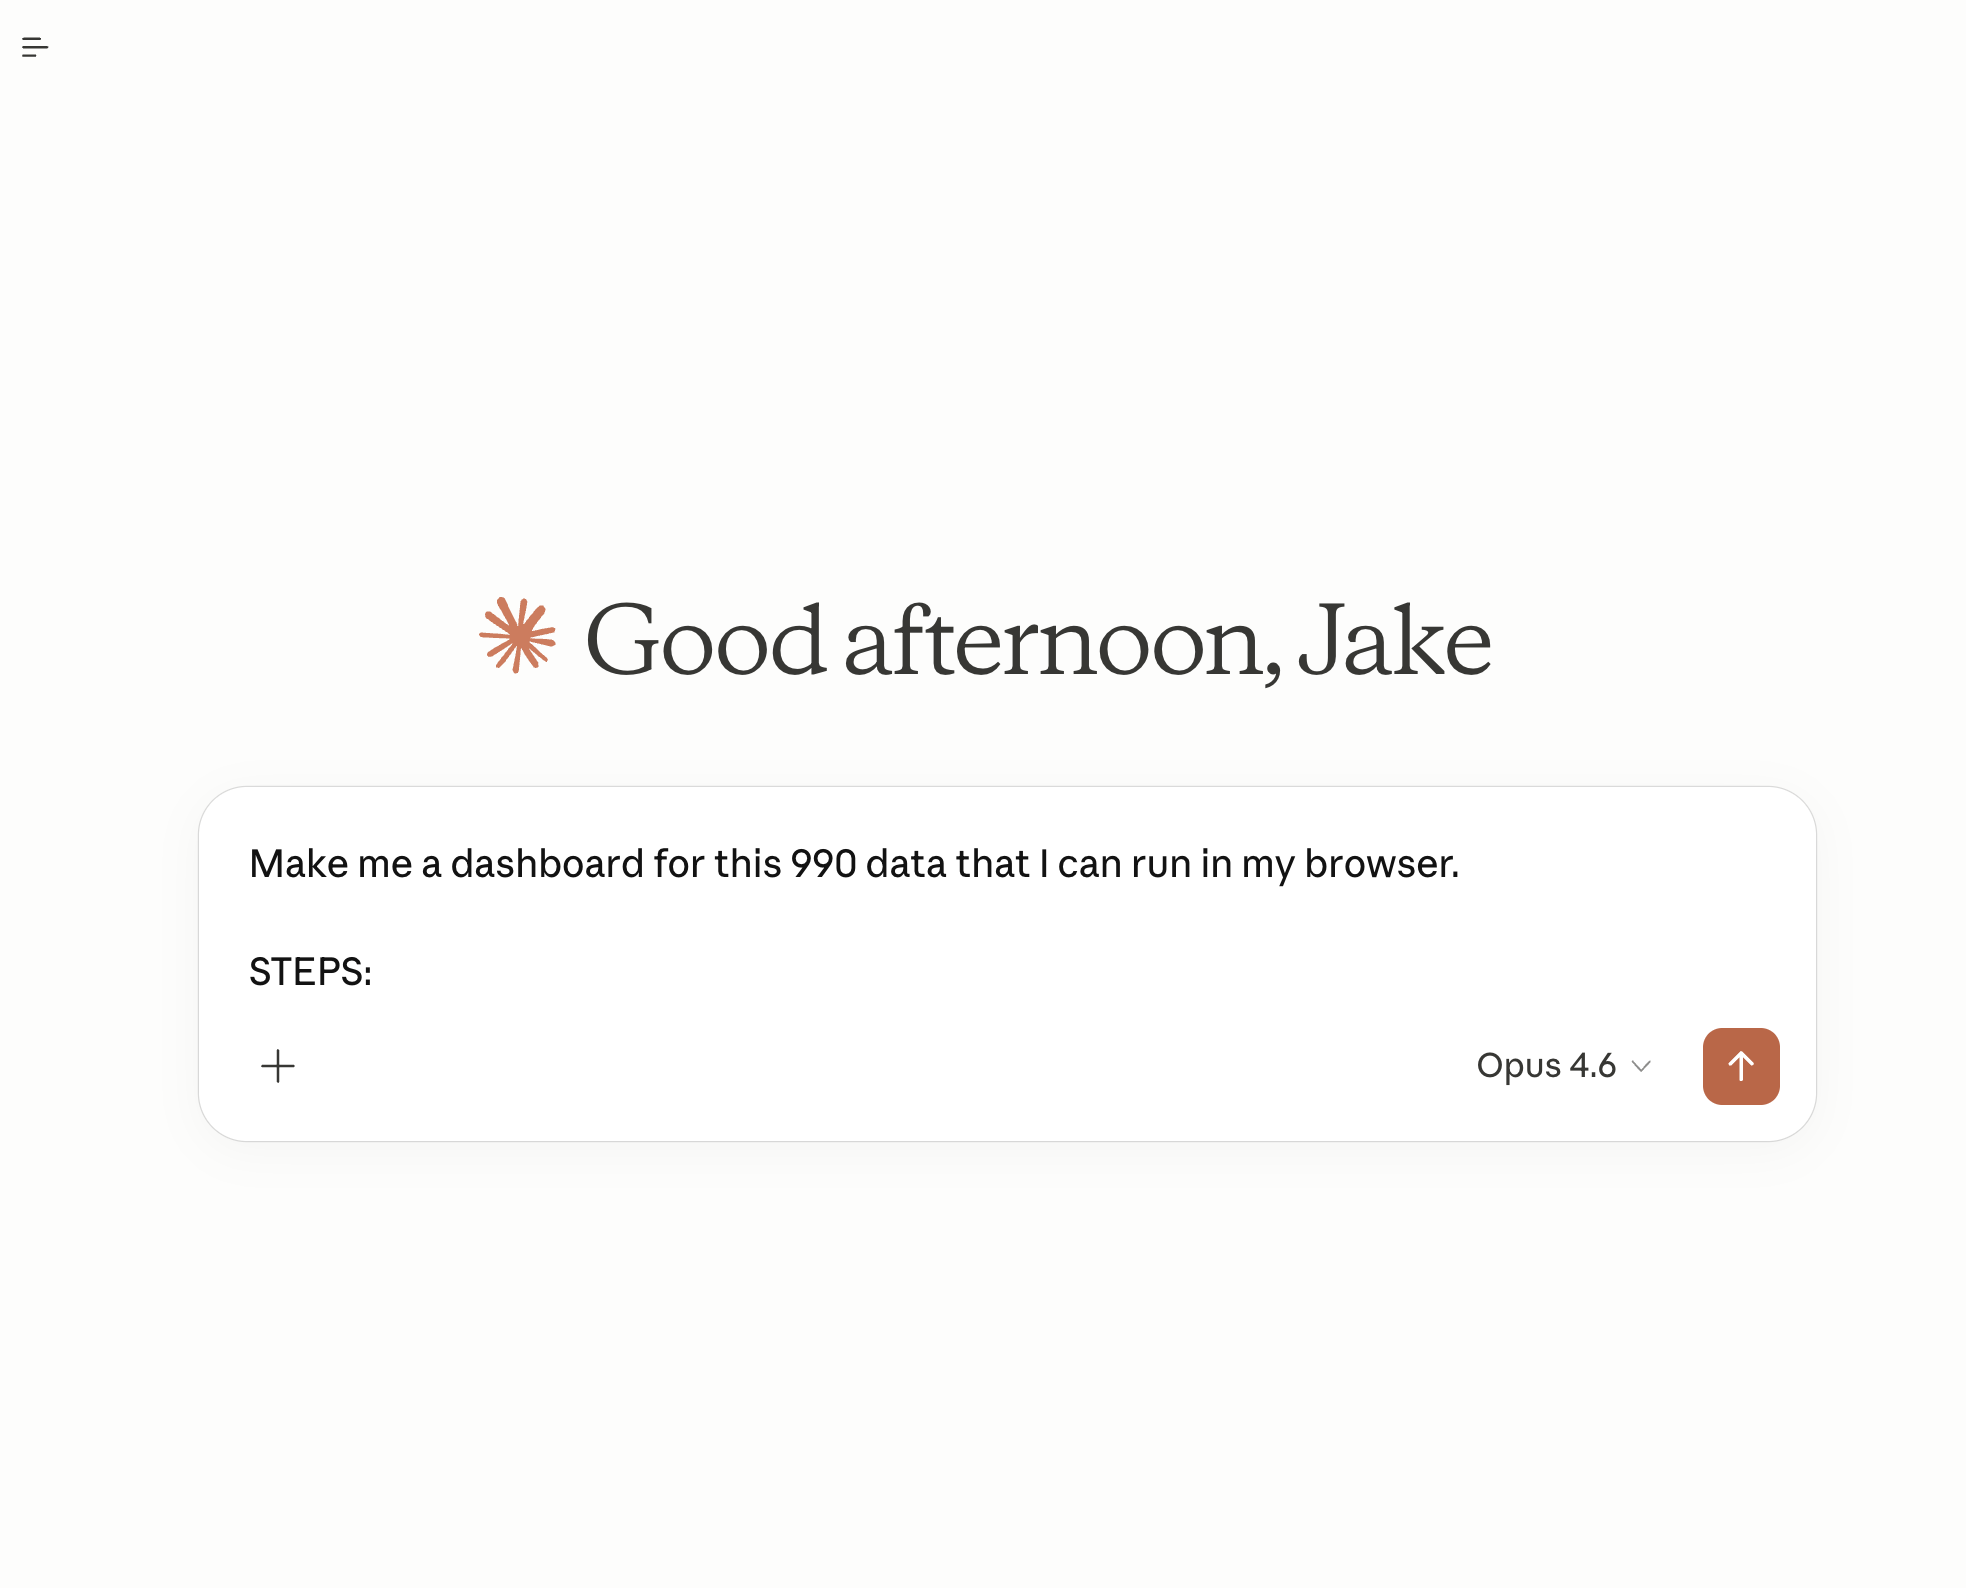 Good afternoon, Jake
Make me a dashboard for this 990 data that I can run in my browser.
STEPS:
Opus 4.6